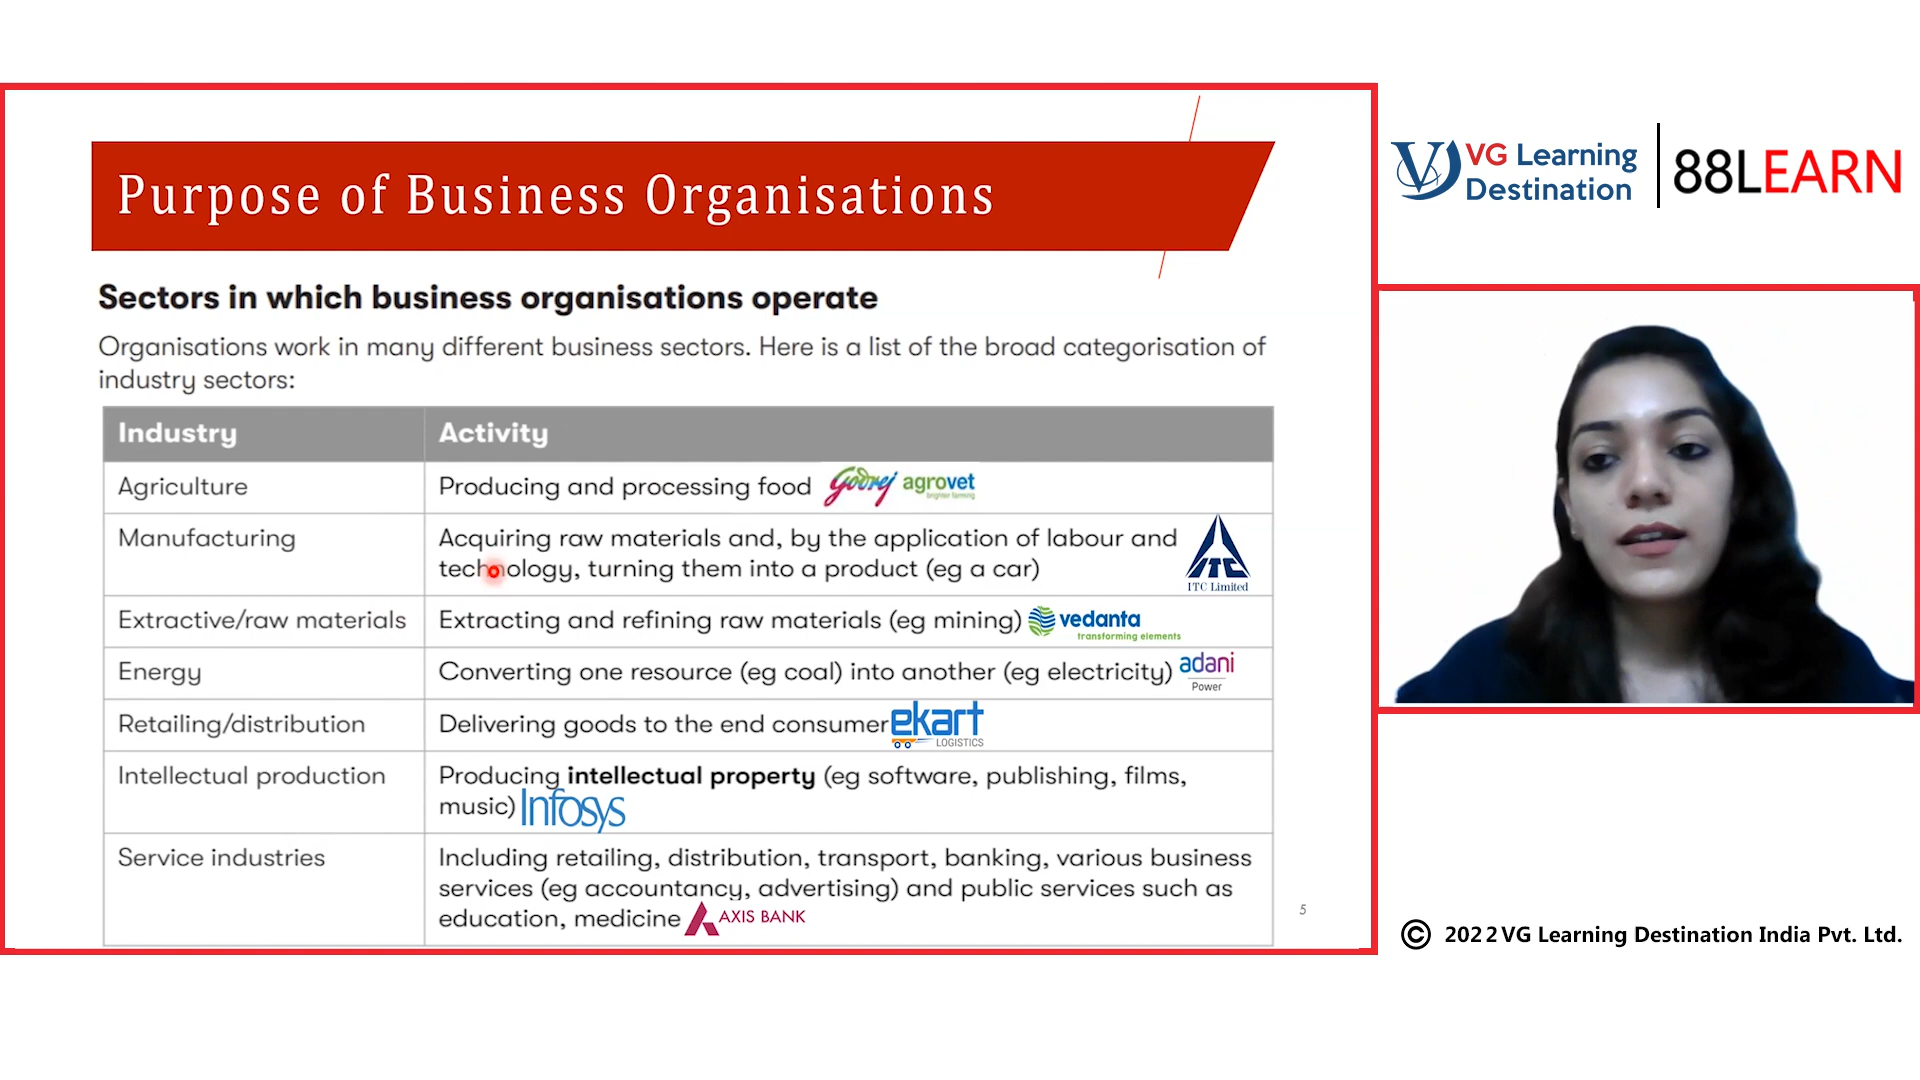 Purpose of Business Organisations
VG Learning
Destination
88LEARN
Sectors in which business organisations operate
Organisations work in many different business sectors. Here is a list of the broad categorisation of
industry sectors:
Industry Activity
Agriculture Producing and processing food Godrej agrovet
brighter farming
Manufacturing Acquiring raw materials and, by the application of labour and
technology, turning them into a product (eg a car)
ITC Limited
Extractive/raw materials Extracting and refining raw materials (eg mining) vedanta
transforming elements
Energy Converting one resource (eg coal) into another (eg electricity) adani
Power
Retailing/distribution Delivering goods to the end consumer ekart
LOGISTICS
Intellectual production Producing intellectual property (eg software, publishing, films,
music) Infosys
Service industries Including retailing, distribution, transport, banking, various business
services (eg accountancy, advertising) and public services such as
education, medicine AXIS BANK
5
© 2022 VG Learning Destination India Pvt. Ltd.